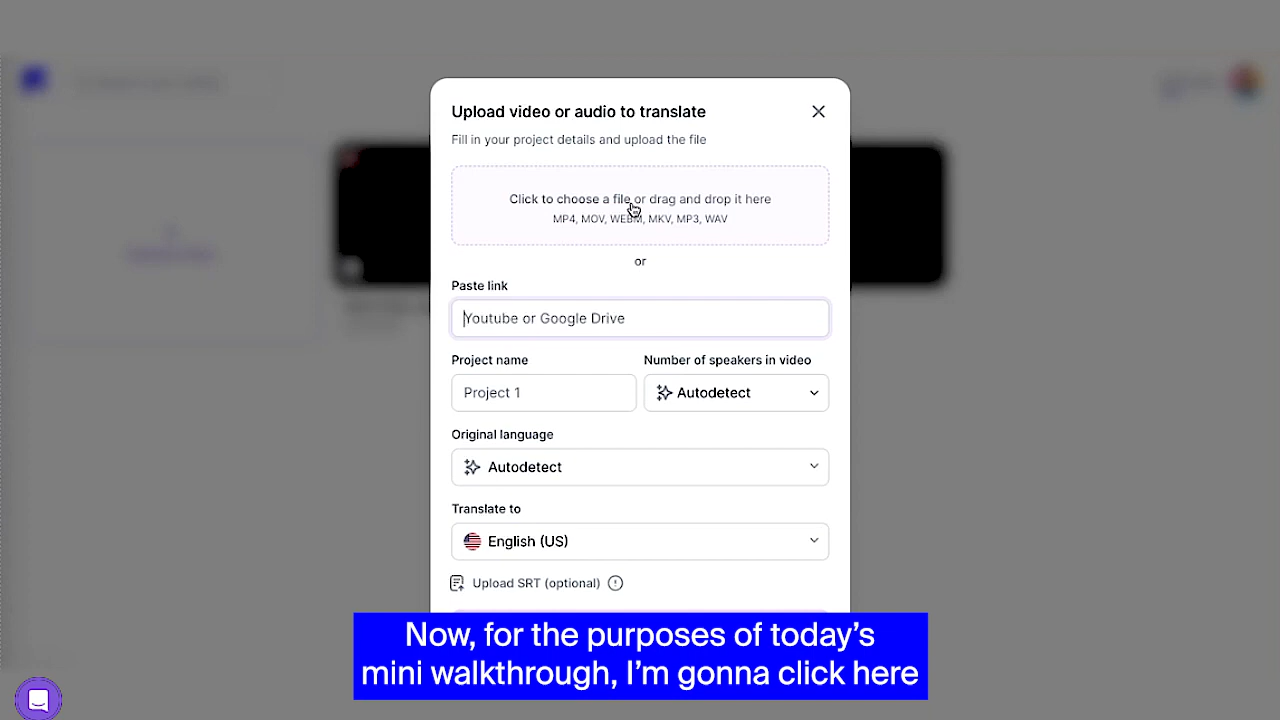 Upload video or audio to translate
Fill in your project details and upload the file
Click to choose a file or drag and drop it here
MP4, MOV, WEBM, MKV, MP3, WAV
or
Paste link
Youtube or Google Drive
Project name
Number of speakers in video
Project 1
Autodetect
Original language
Autodetect
Translate to
English (US)
Upload SRT (optional)
Now, for the purposes of today’s
mini walkthrough, I’m gonna click here